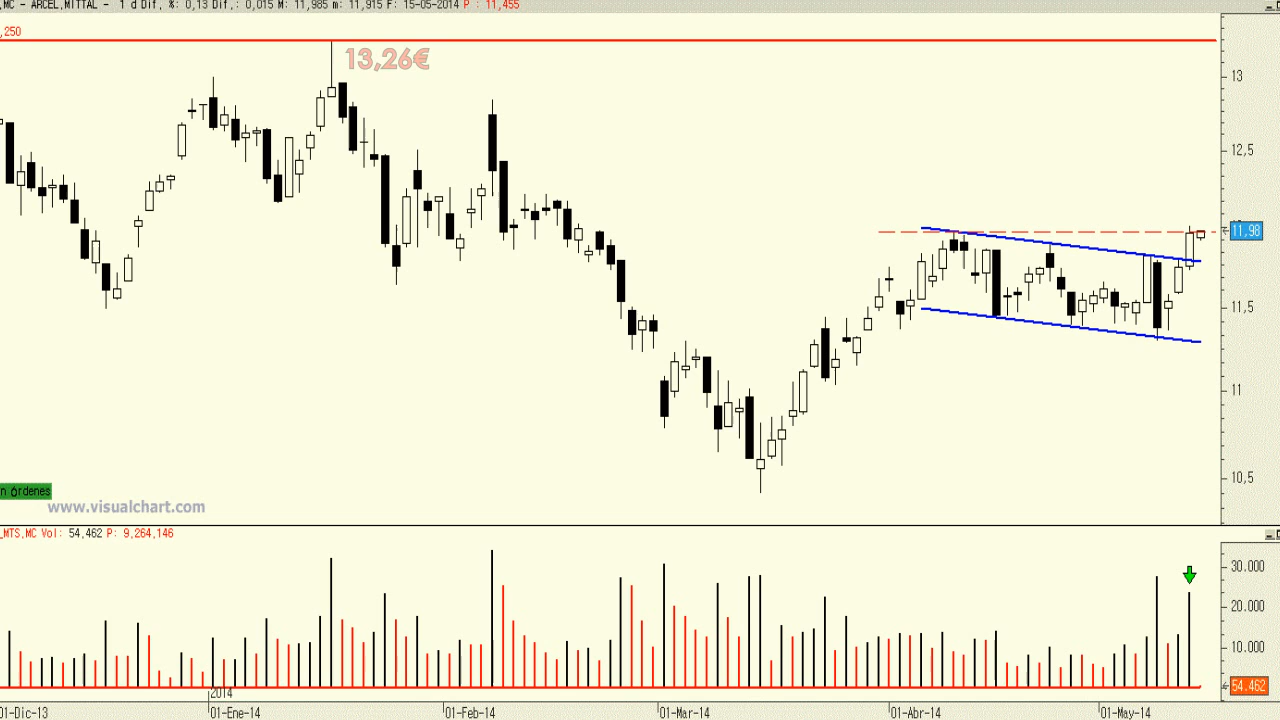 .MC - ARCEL.MITTAL - 1 d Dif. %: 0,13 Dif.: 0,015 M: 11,985 m: 11,915 F: 15-05-2014 P : 11,455
,250
13,26€
13
12,5
11,98
11,5
11
10,5
n órdenes
www.visualchart.com
_MTS.MC Vol: 54,462 P: 9,264,146
30.000
20.000
10.000
54.462
2014
01-Dic-13 01-Ene-14 01-Feb-14 01-Mar-14 01-Abr-14 01-May-14